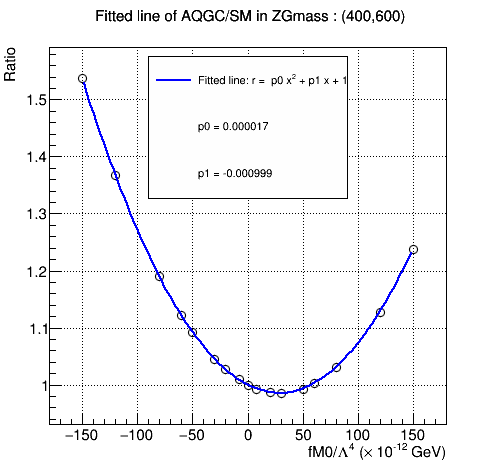 Fitted line of AQGC/SM in ZGmass : (400,600)
Ratio
Fitted line: r = p0 x² + p1 x + 1
p0 = 0.000017
p1 = -0.000999
1.5
1.4
1.3
1.2
1.1
1
−150 −100 −50 0 50 100 150
fM0/Λ⁴ (× 10⁻¹² GeV)